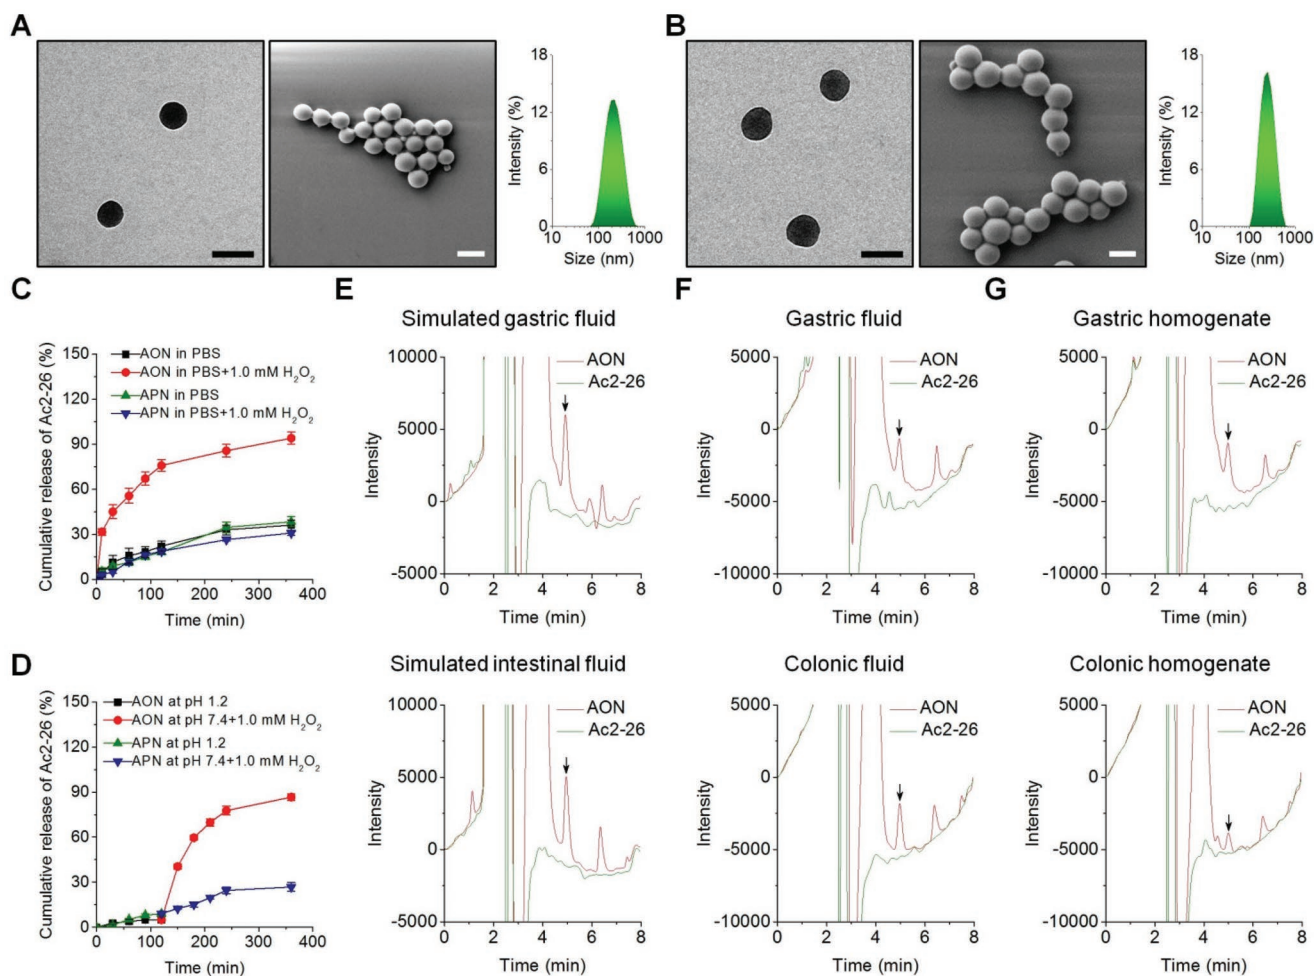 A
Intensity (%)
18
12
6
0
10
100
1000
Size (nm)
B
Intensity (%)
18
12
6
0
10
100
1000
Size (nm)
C
Cumulative release of Ac2-26 (%)
150
120
90
60
30
0
AON in PBS
AON in PBS+1.0 mM H₂O₂
APN in PBS
APN in PBS+1.0 mM H₂O₂
0 100 200 300 400
Time (min)
E
Simulated gastric fluid
Intensity
10000
5000
0
-5000
AON
Ac2-26
0 2 4 6 8
Time (min)
F
Gastric fluid
Intensity
5000
0
-5000
-10000
AON
Ac2-26
0 2 4 6 8
Time (min)
G
Gastric homogenate
Intensity
5000
0
-5000
-10000
AON
Ac2-26
0 2 4 6 8
Time (min)
D
Cumulative release of Ac2-26 (%)
150
120
90
60
30
0
AON at pH 1.2
AON at pH 7.4+1.0 mM H₂O₂
APN at pH 1.2
APN at pH 7.4+1.0 mM H₂O₂
0 100 200 300 400
Time (min)
Simulated intestinal fluid
Intensity
10000
5000
0
-5000
AON
Ac2-26
0 2 4 6 8
Time (min)
Colonic fluid
Intensity
5000
0
-5000
-10000
AON
Ac2-26
0 2 4 6 8
Time (min)
Colonic homogenate
Intensity
5000
0
-5000
-10000
AON
Ac2-26
0 2 4 6 8
Time (min)